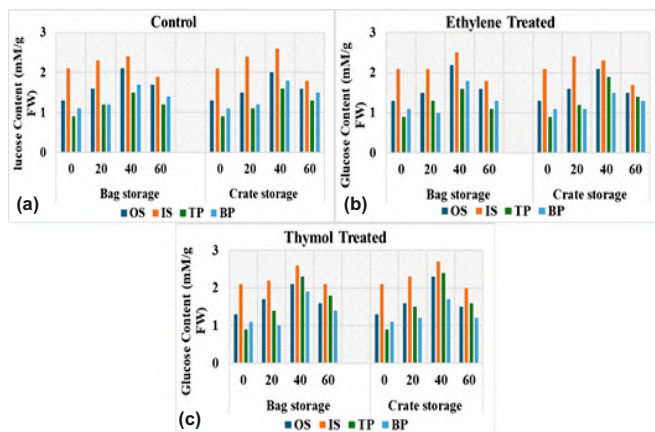 Control
lucose Content (mM/g
FW)
3
2
1
0
0 20 40 60 0 20 40 60
Bag storage Crate storage
(a)
OS IS TP BP
Ethylene Treated
Glucose Content (mM/g
FW)
3
2
1
0
0 20 40 60 0 20 40 60
Bag storage Crate storage
(b)
OS IS TP BP
Thymol Treated
Glucose Content (mM/g
FW)
3
2
1
0
0 20 40 60 0 20 40 60
Bag storage Crate storage
(c)
OS IS TP BP